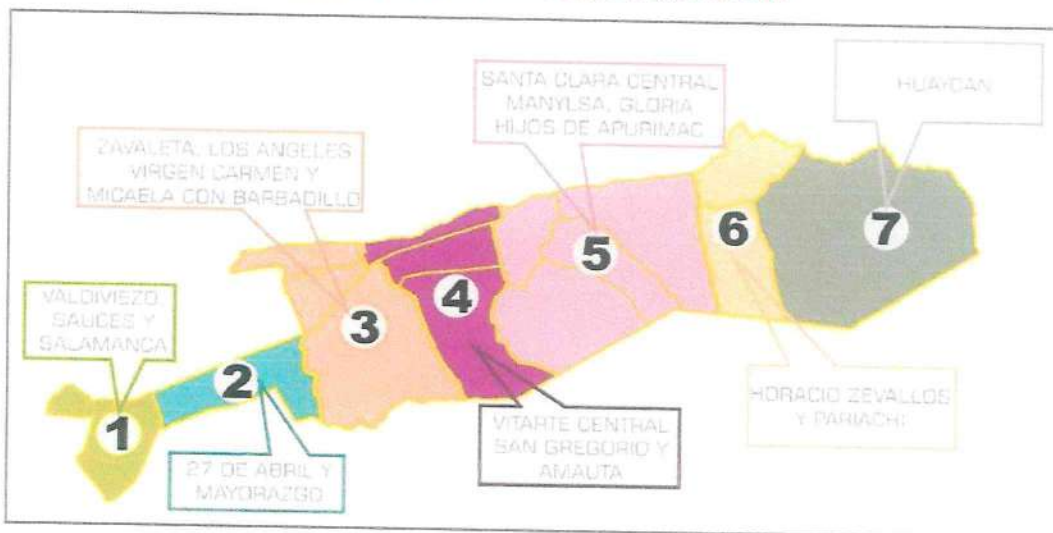 SANTA CLARA CENTRAL
MANYLSA, GLORIA
HIJOS DE APURIMAC
HUAYCAN
ZAVALETA, LOS ANGELES
VIRGEN CARMEN Y
MICAELA CON BARBADILLO
VALDIVIEZO,
SAUCES Y
SALAMANCA
1
2
3
4
5
6
7
27 DE ABRIL Y
MAYORAZGO
VITARTE CENTRAL
SAN GREGORIO Y
AMAUTA
HORACIO ZEVALLOS
Y PARIACHI